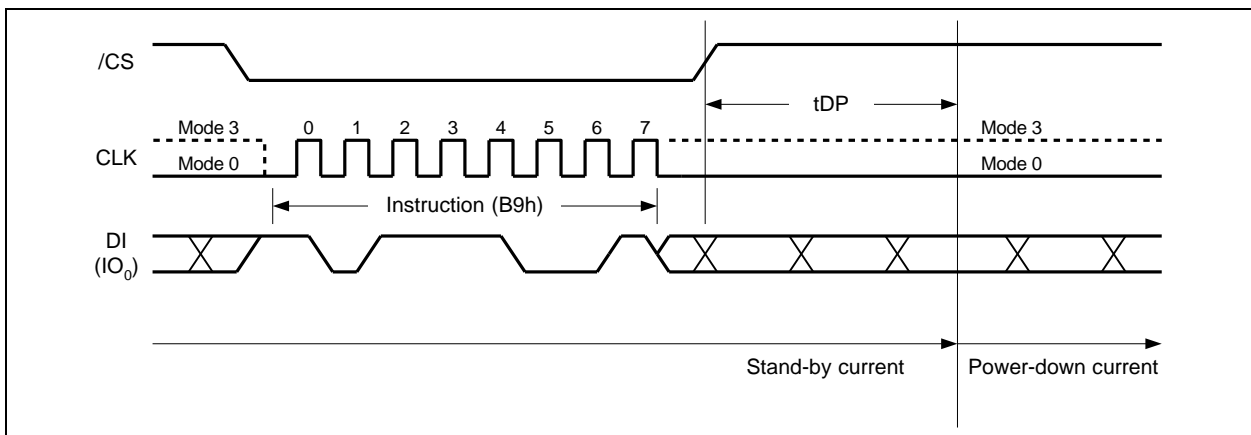 /CS
tDP
Mode 3 0 1 2 3 4 5 6 7 Mode 3
CLK
Mode 0 Mode 0
Instruction (B9h)
DI
(IO0)
Stand-by current Power-down current